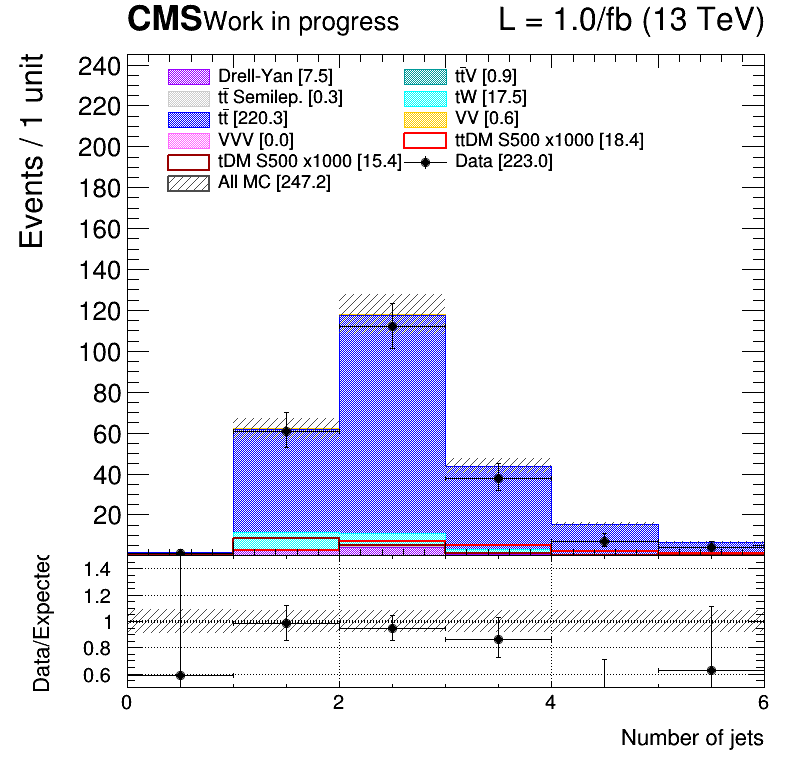 CMS Work in progress L = 1.0/fb (13 TeV)
Events / 1 unit
240
220
200
180
160
140
120
100
80
60
40
20
Drell-Yan [7.5]
tt̄V [0.9]
tt̄ Semilep. [0.3]
tW [17.5]
tt̄ [220.3]
VV [0.6]
VVV [0.0]
ttDM S500 x1000 [18.4]
tDM S500 x1000 [15.4]
Data [223.0]
All MC [247.2]
Data/Expected
1.4
1.2
1
0.8
0.6
0 2 4 6
Number of jets